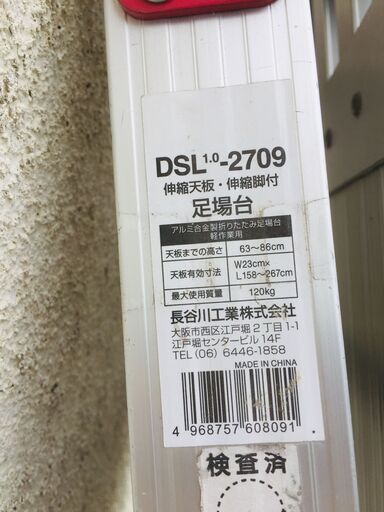 DSL1.0-2709
伸縮天板・伸縮脚付
足場台
アルミ合金製折りたたみ足場台
軽作業用
天板までの高さ 63~86cm
天板有効寸法 W23cm×
L158~267cm
最大使用質量 120kg
長谷川工業株式会社
大阪市西区江戸堀2丁目1-1
江戸堀センタービル 14F
TEL (06) 6446-1858
MADE IN CHINA
4 968757 608091
検査済